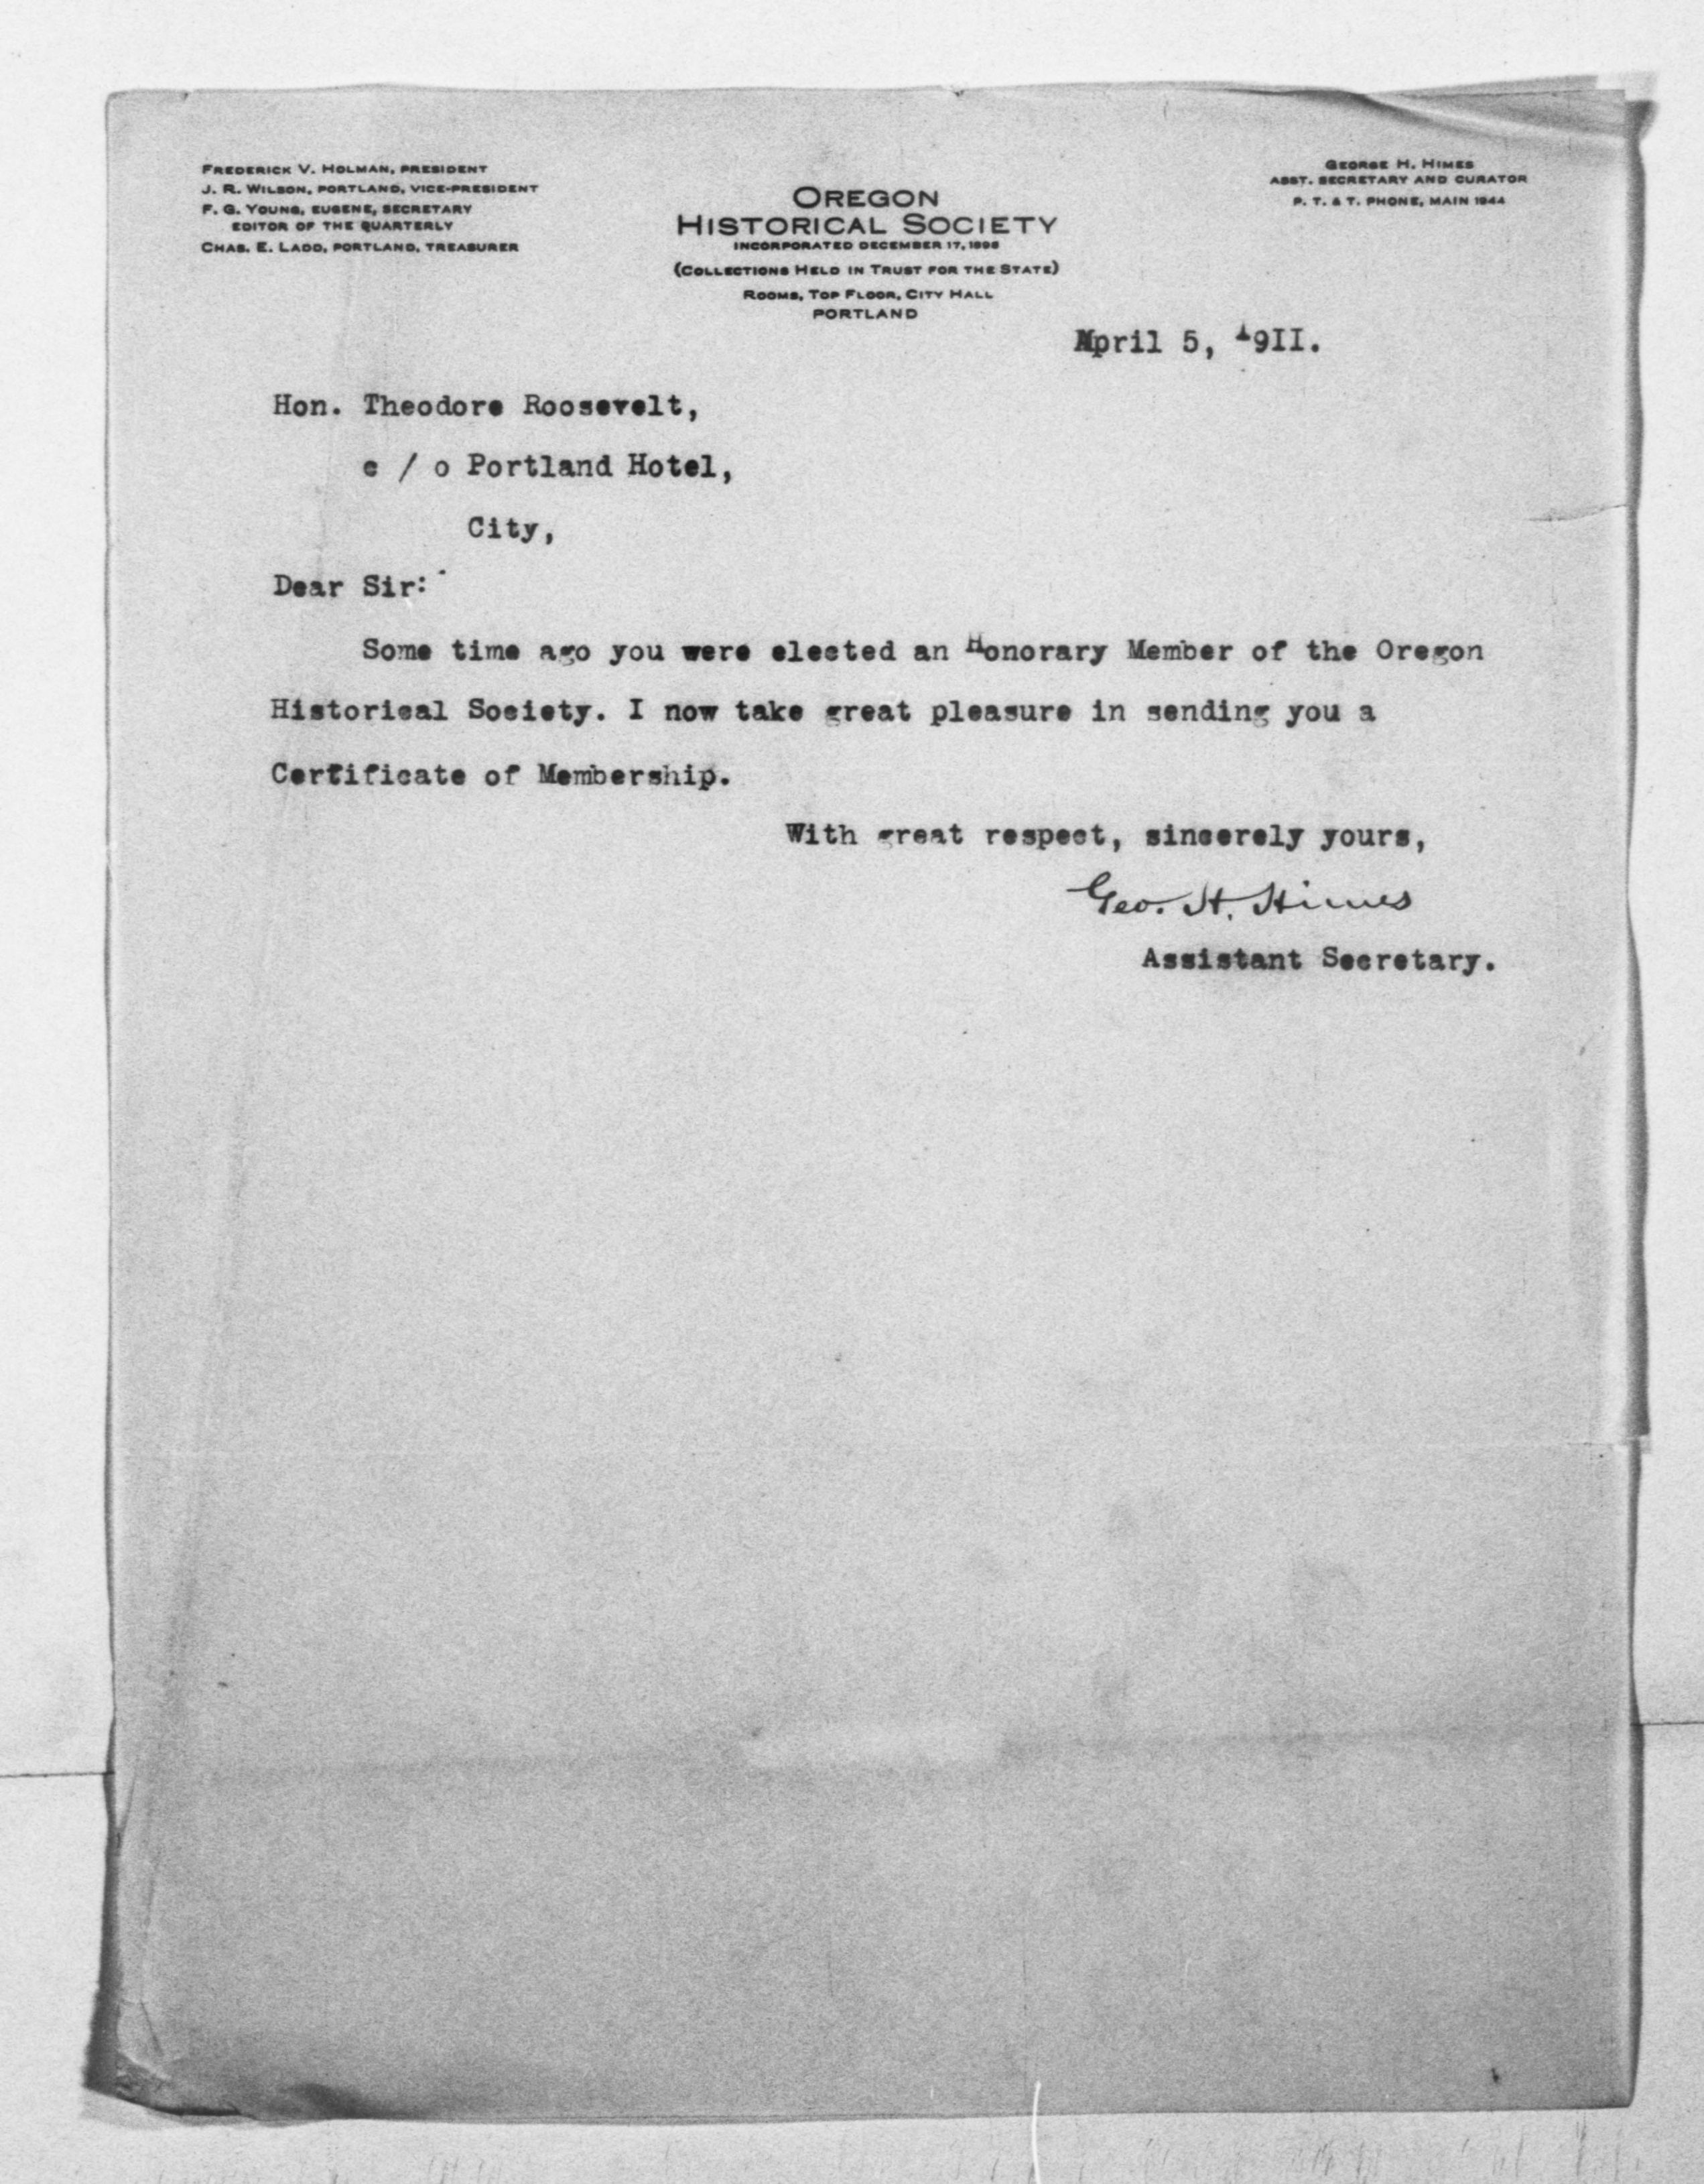 FREDERICK V. HOLMAN, PRESIDENT
J. R. WILSON, PORTLAND, VICE-PRESIDENT
F. G. YOUNG, EUGENE, SECRETARY
EDITOR OF THE QUARTERLY
CHAS. E. LADD, PORTLAND, TREASURER
OREGON
HISTORICAL SOCIETY
INCORPORATED DECEMBER 17, 1898
(COLLECTIONS HELD IN TRUST FOR THE STATE)
ROOMS, TOP FLOOR, CITY HALL
PORTLAND
GEORGE H. HIMES
ASST. SECRETARY AND CURATOR
P. T. & T. PHONE, MAIN 1944
April 5, 19II.
Hon. Theodore Roosevelt,
c / o Portland Hotel,
City,
Dear Sir:
Some time ago you were elected an Honorary Member of the Oregon
Historical Society. I now take great pleasure in sending you a
Certificate of Membership.
With great respect, sincerely yours,
Geo. H. Himes
Assistant Secretary.